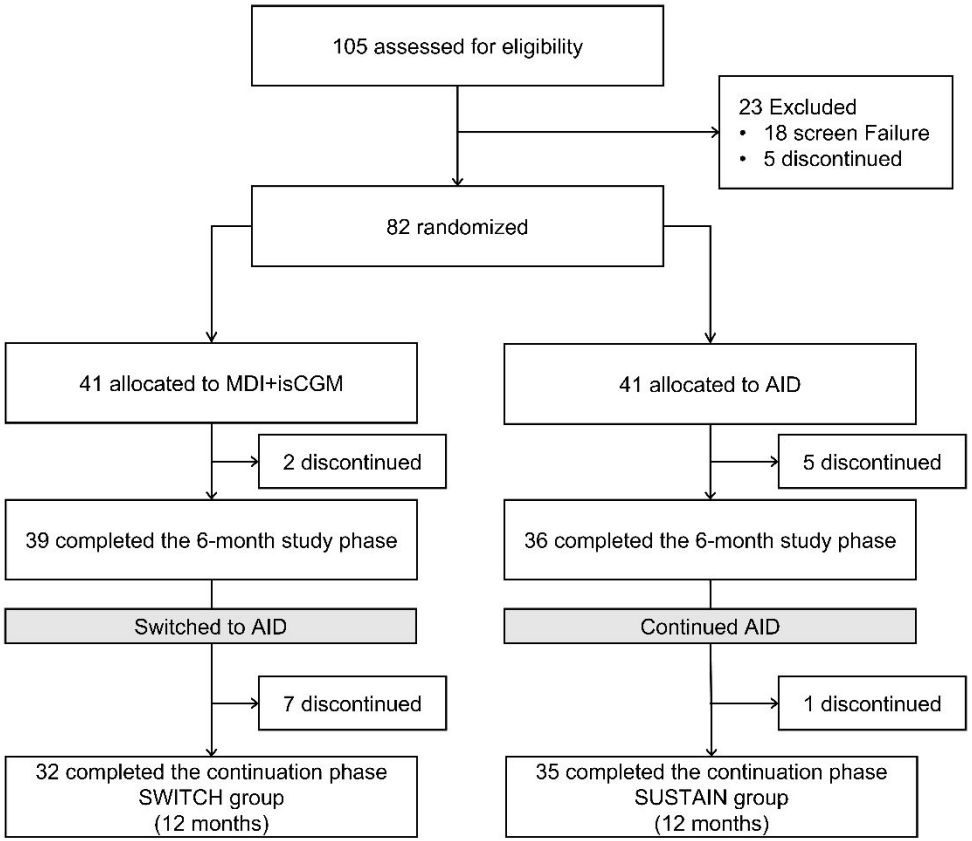 105 assessed for eligibility
23 Excluded
• 18 screen Failure
• 5 discontinued
82 randomized
41 allocated to MDI+isCGM
41 allocated to AID
2 discontinued
5 discontinued
39 completed the 6-month study phase
36 completed the 6-month study phase
Switched to AID
Continued AID
7 discontinued
1 discontinued
32 completed the continuation phase
SWITCH group
(12 months)
35 completed the continuation phase
SUSTAIN group
(12 months)